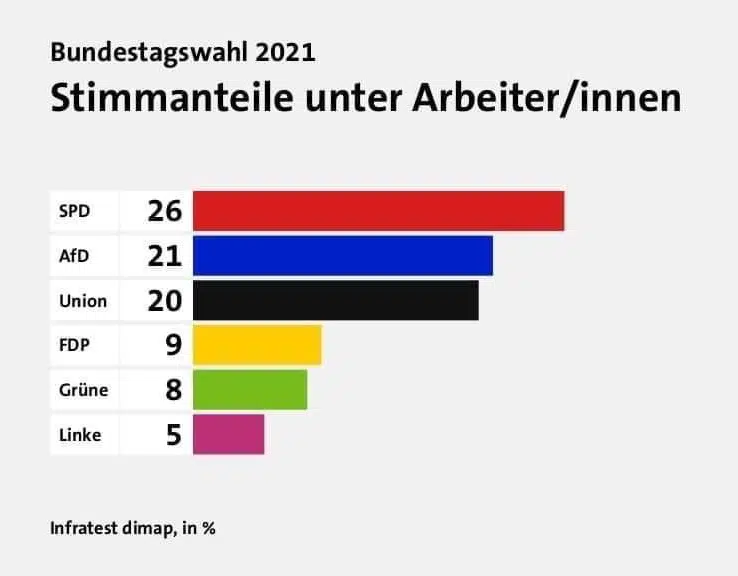 Bundestagswahl 2021
Stimmanteile unter Arbeiter/innen
SPD 26
AfD 21
Union 20
FDP 9
Grüne 8
Linke 5
Infratest dimap, in %